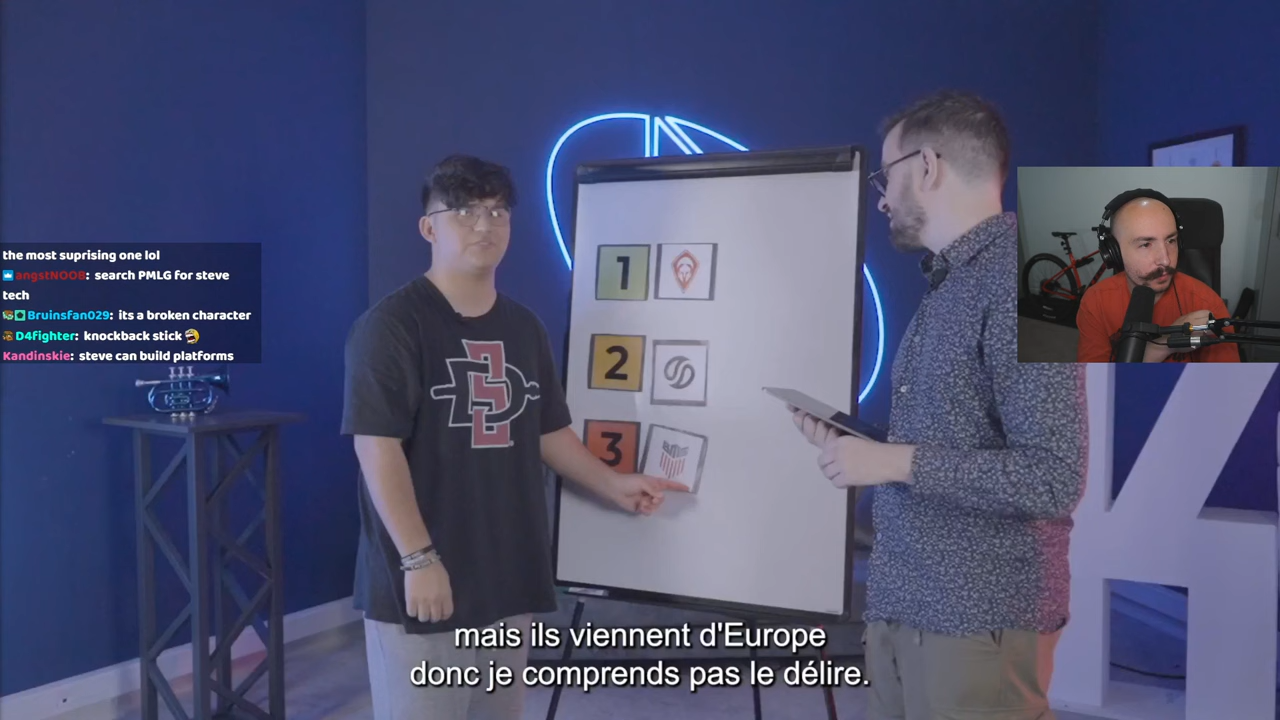 the most suprising one lol
angstNOOB: search PMLG for steve
tech
Bruinsfan029: its a broken character
D4fighter: knockback stick
Kandinskie: steve can build platforms
1
2
3
SD
mais ils viennent d'Europe
donc je comprends pas le délire.